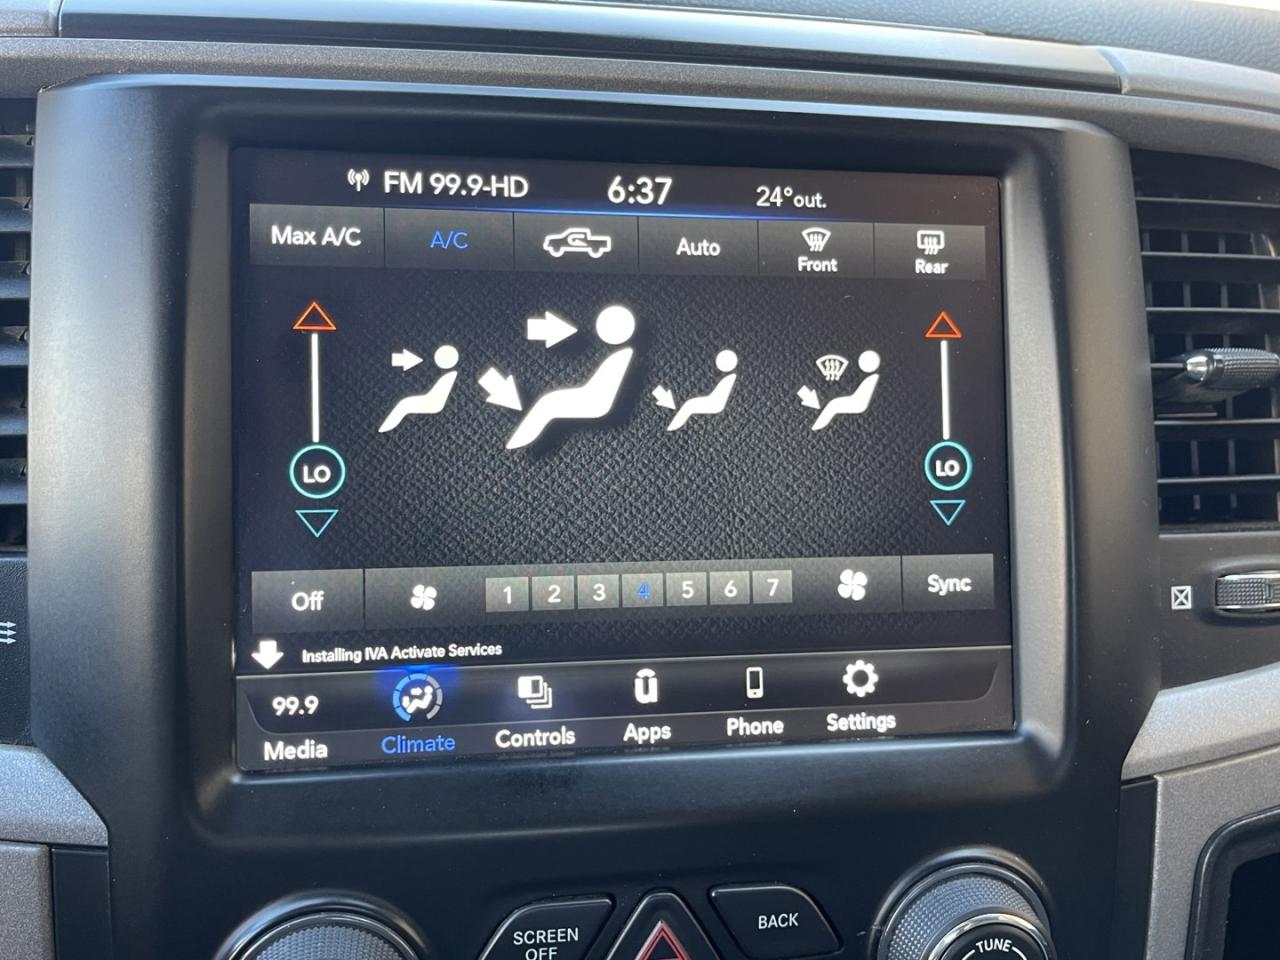 FM 99.9-HD 6:37 24°out.
Max A/C A/C Auto Front Rear
LO LO
Off 1 2 3 4 5 6 7 Sync
Installing IVA Activate Services
99.9
Media Climate Controls Apps Phone Settings
SCREEN OFF BACK TUNE